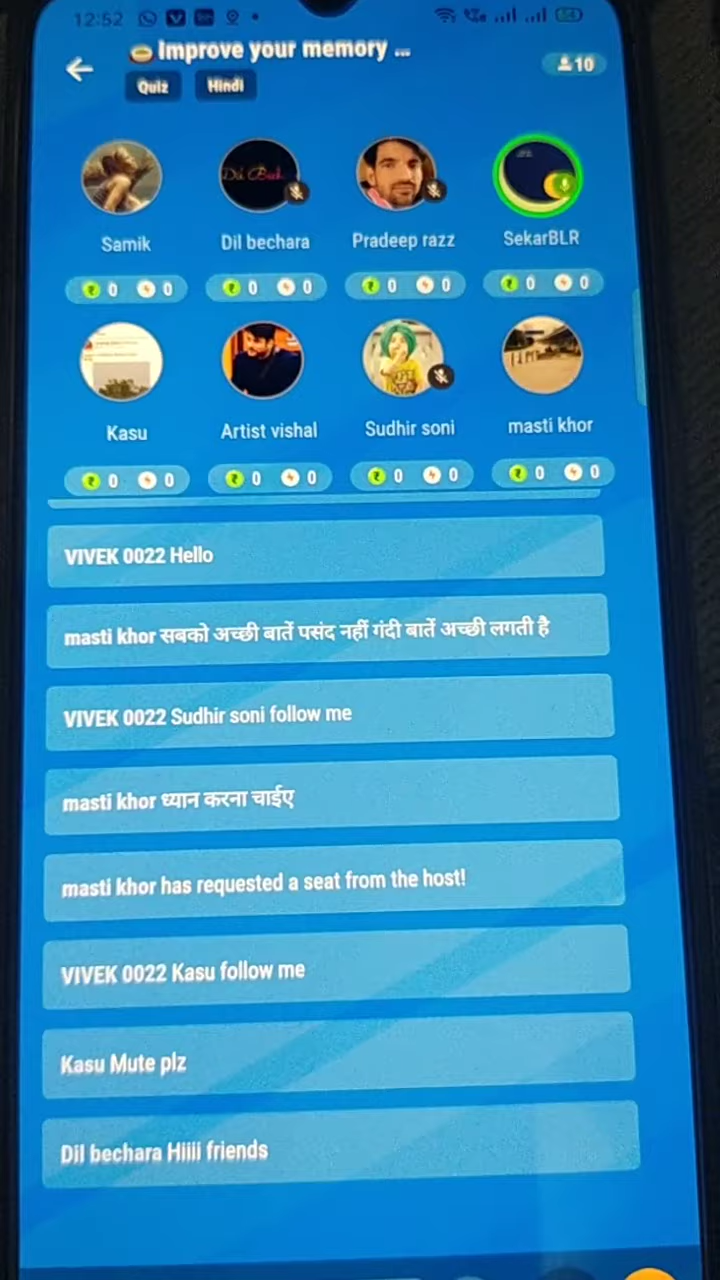 12:52
Improve your memory ...
10
Quiz Hindi
Dil Bech
Samik Dil bechara Pradeep razz SekarBLR
0 0 0 0 0 0 0 0
Kasu Artist vishal Sudhir soni masti khor
0 0 0 0 0 0 0 0
VIVEK 0022 Hello
masti khor सबको अच्छी बातें पसंद नहीं गंदी बातें अच्छी लगती है
VIVEK 0022 Sudhir soni follow me
masti khor ध्यान करना चाईए
masti khor has requested a seat from the host!
VIVEK 0022 Kasu follow me
Kasu Mute plz
Dil bechara Hiiii friends